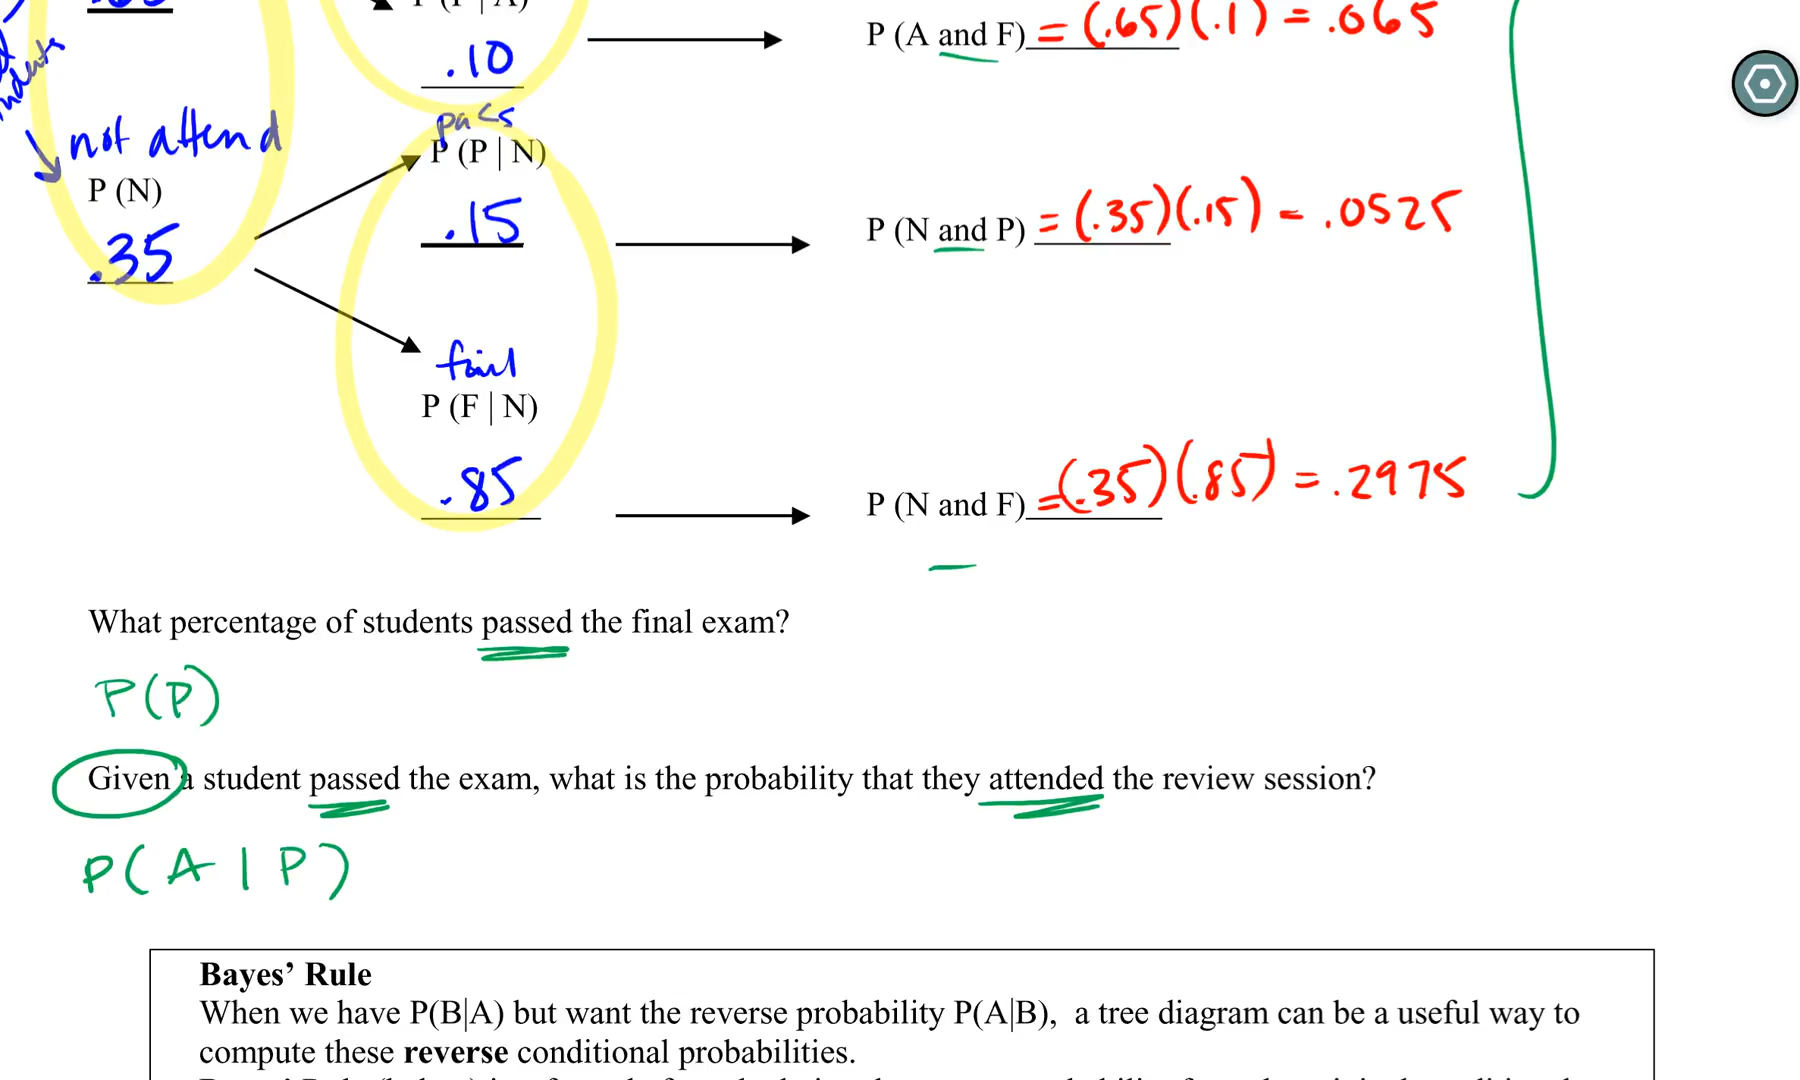 .10
P (A and F) = (.65)(.1) = .065
not attend
pass
P (P | N)
P (N)
.15
P (N and P) = (.35)(.15) = .0525
.35
fail
P (F | N)
.85
P (N and F) = (.35)(.85) = .2975
What percentage of students passed the final exam?
P(P)
Given a student passed the exam, what is the probability that they attended the review session?
P(A | P)
Bayes’ Rule
When we have P(B|A) but want the reverse probability P(A|B), a tree diagram can be a useful way to
compute these reverse conditional probabilities.